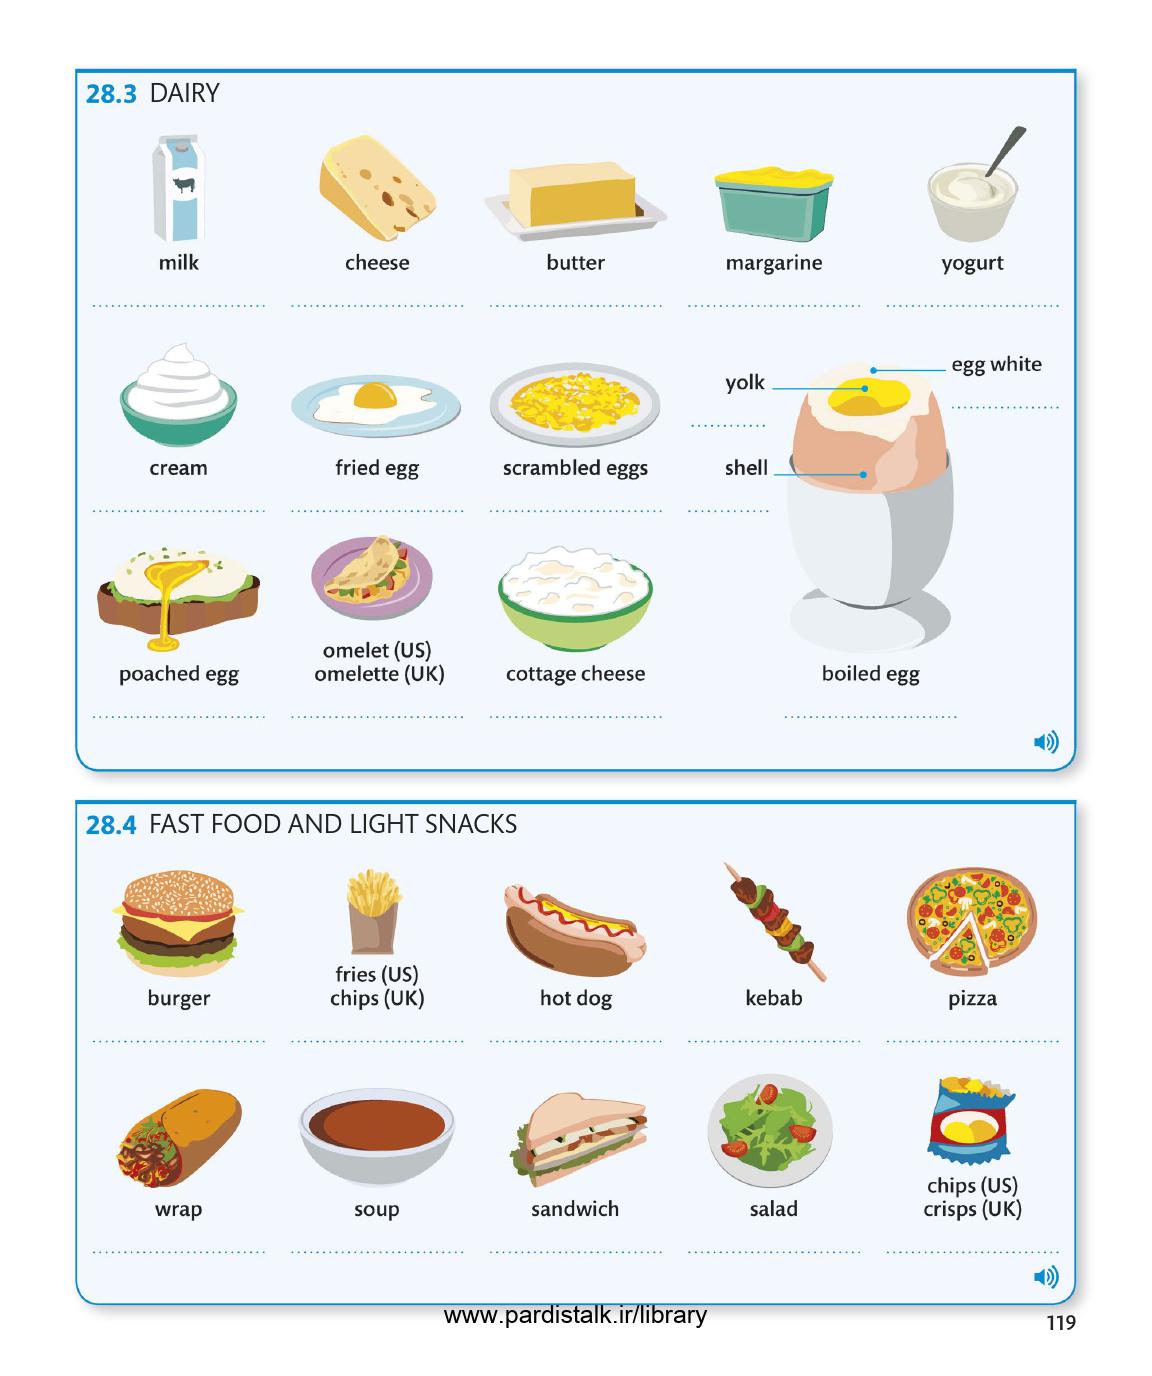 28.3 DAIRY
milk
cheese
butter
margarine
yogurt
cream
fried egg
scrambled eggs
yolk
egg white
shell
poached egg
omelet (US)
omelette (UK)
cottage cheese
boiled egg
28.4 FAST FOOD AND LIGHT SNACKS
burger
fries (US)
chips (UK)
hot dog
kebab
pizza
wrap
soup
sandwich
salad
chips (US)
crisps (UK)
www.pardistalk.ir/library
119